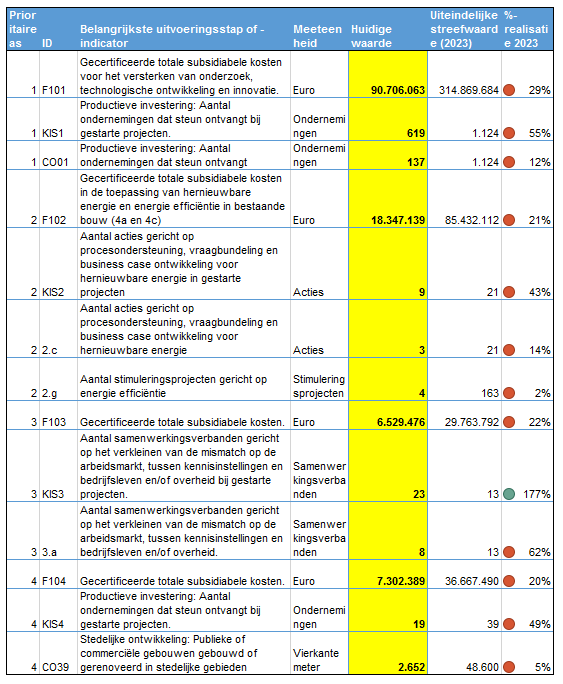 Prior
itaire
as ID Belangrijkste uitvoeringsstap of -
indicator Meeteen
heid Huidige
waarde Uiteindelijke
streefwaard
e (2023) %-
realisati
e 2023
Gecertificeerde totale subsidiabele kosten
voor het versterken van onderzoek,
1 F101 technologische ontwikkeling en innovatie. Euro 90.706.063 314.869.684 29%
Productieve investering: Aantal
ondernemingen dat steun ontvangt bij
1 KIS1 gestarte projecten. Ondernemi
ngen 619 1.124 55%
Productieve investering: Aantal
1 CO01 ondernemingen dat steun ontvangt Ondernemi
ngen 137 1.124 12%
Gecertificeerde totale subsidiabele kosten
in de toepassing van hernieuwbare
energie en energie efficiëntie in bestaande
2 F102 bouw (4a en 4c) Euro 18.347.139 85.432.112 21%
Aantal acties gericht op
procesondersteuning, vraagbundeling en
business case ontwikkeling voor
hernieuwbare energie in gestarte
2 KIS2 projecten Acties 9 21 43%
Aantal acties gericht op
procesondersteuning, vraagbundeling en
business case ontwikkeling voor
2 2.c hernieuwbare energie Acties 3 21 14%
Aantal stimuleringsprojecten gericht op
2 2.g energie efficiëntie Stimulering
sprojecten 4 163 2%
3 F103 Gecertificeerde totale subsidiabele kosten. Euro 6.529.476 29.763.792 22%
Aantal samenwerkingsverbanden gericht
op het verkleinen van de mismatch op de
arbeidsmarkt, tussen kennisinstellingen en
bedrijfsleven en/of overheid bij gestarte
3 KIS3 projecten. Samenwer
kingsverba
nden 23 13 177%
Aantal samenwerkingsverbanden gericht
op het verkleinen van de mismatch op de
arbeidsmarkt, tussen kennisinstellingen en
3 3.a bedrijfsleven en/of overheid. Samenwer
kingsverba
nden 8 13 62%
4 F104 Gecertificeerde totale subsidiabele kosten. Euro 7.302.389 36.667.490 20%
Productieve investering: Aantal
ondernemingen dat steun ontvangt bij
4 KIS4 gestarte projecten. Ondernemi
ngen 19 39 49%
Stedelijke ontwikkeling: Publieke of
commerciële gebouwen gebouwd of
4 CO39 gerenoveerd in stedelijke gebieden Vierkante
meter 2.652 48.600 5%